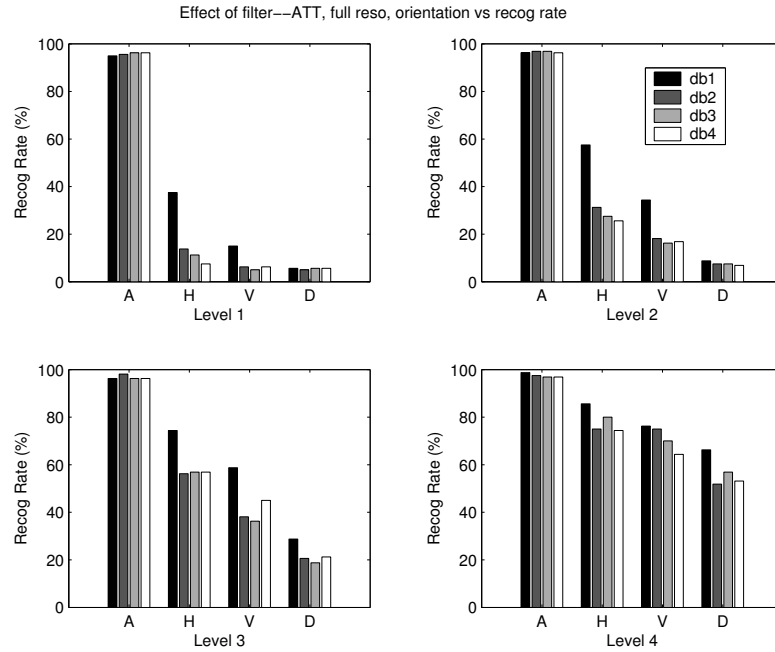 Effect of filter−−ATT, full reso, orientation vs recog rate
Recog Rate (%)
100
80
60
40
20
0
A H V D
Level 1
Recog Rate (%)
100
80
60
40
20
0
A H V D
Level 2
db1
db2
db3
db4
Recog Rate (%)
100
80
60
40
20
0
A H V D
Level 3
Recog Rate (%)
100
80
60
40
20
0
A H V D
Level 4